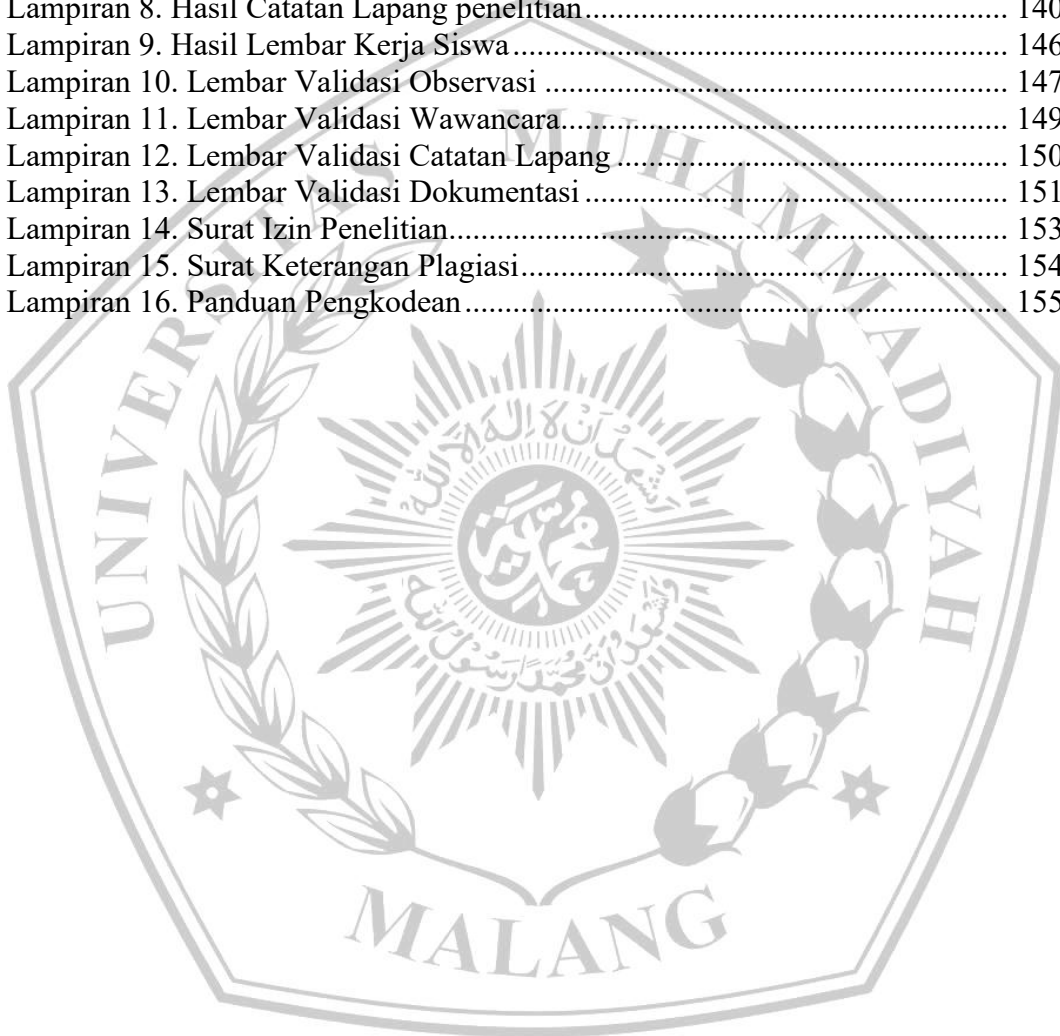 Lampiran 8. Hasil Catatan Lapang penelitian.................................................... 140
Lampiran 9. Hasil Lembar Kerja Siswa............................................................. 146
Lampiran 10. Lembar Validasi Observasi ......................................................... 147
Lampiran 11. Lembar Validasi Wawancara....................................................... 149
Lampiran 12. Lembar Validasi Catatan Lapang ................................................ 150
Lampiran 13. Lembar Validasi Dokumentasi .................................................... 151
Lampiran 14. Surat Izin Penelitian..................................................................... 153
Lampiran 15. Surat Keterangan Plagiasi............................................................ 154
Lampiran 16. Panduan Pengkodean................................................................... 155
UNIVERSITAS MUHAMMADIYAH
MALANG